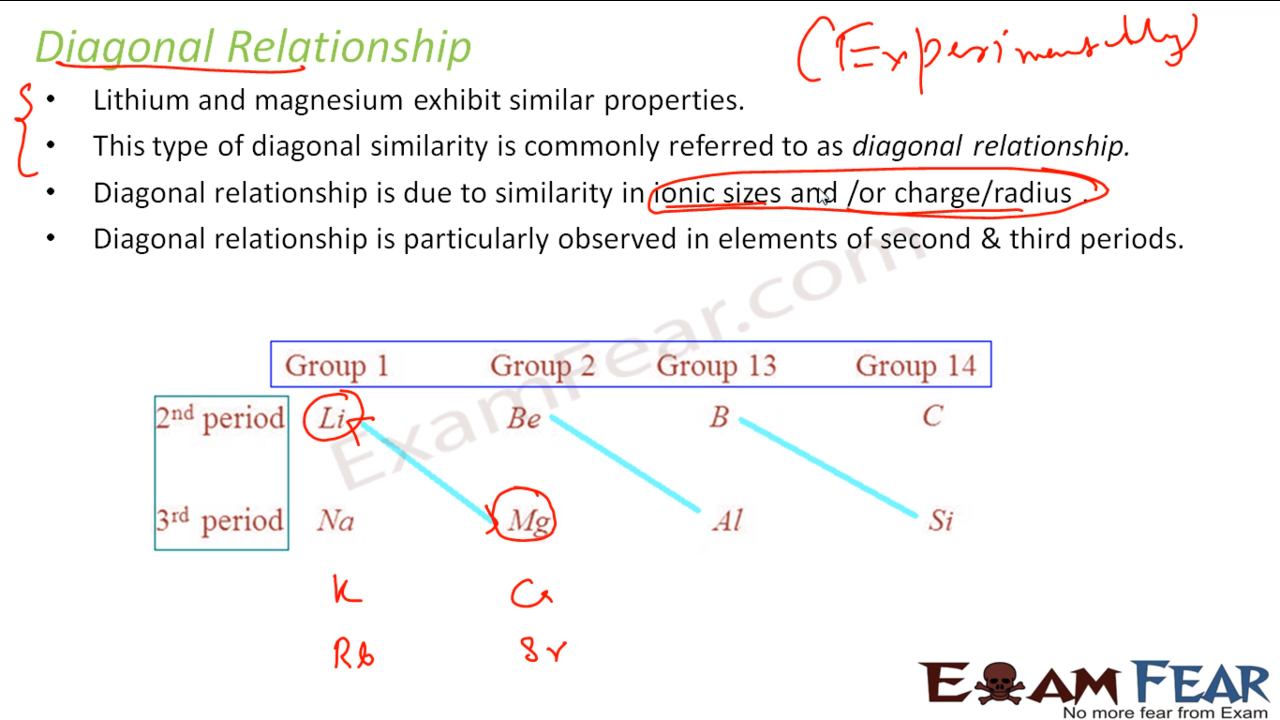 Diagonal Relationship
(Experimentally)
• Lithium and magnesium exhibit similar properties.
• This type of diagonal similarity is commonly referred to as diagonal relationship.
• Diagonal relationship is due to similarity in ionic sizes and /or charge/radius .
• Diagonal relationship is particularly observed in elements of second & third periods.
ExamFear.com
Group 1 Group 2 Group 13 Group 14
2nd period Li Be B C
3rd period Na Mg Al Si
K Ca
Rb Sr
EXAM FEAR
No more fear from Exam